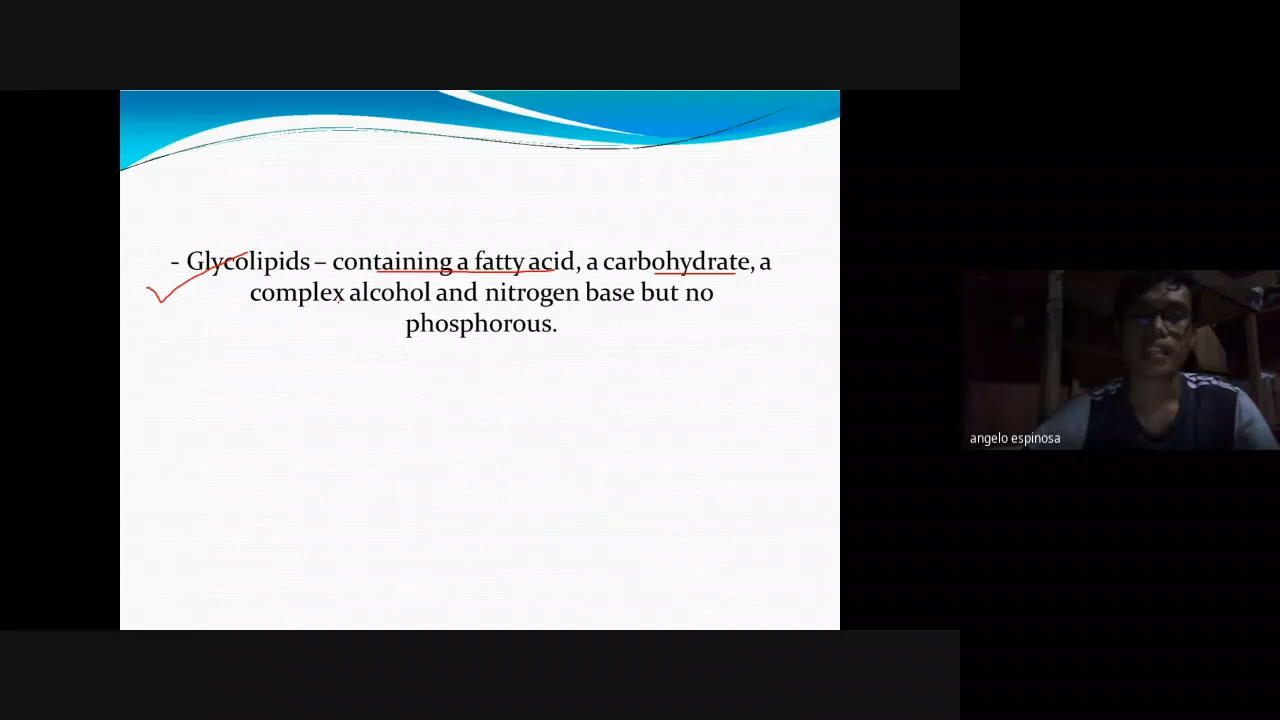 - Glycolipids – containing a fatty acid, a carbohydrate, a
complex alcohol and nitrogen base but no
phosphorous.
angelo espinosa